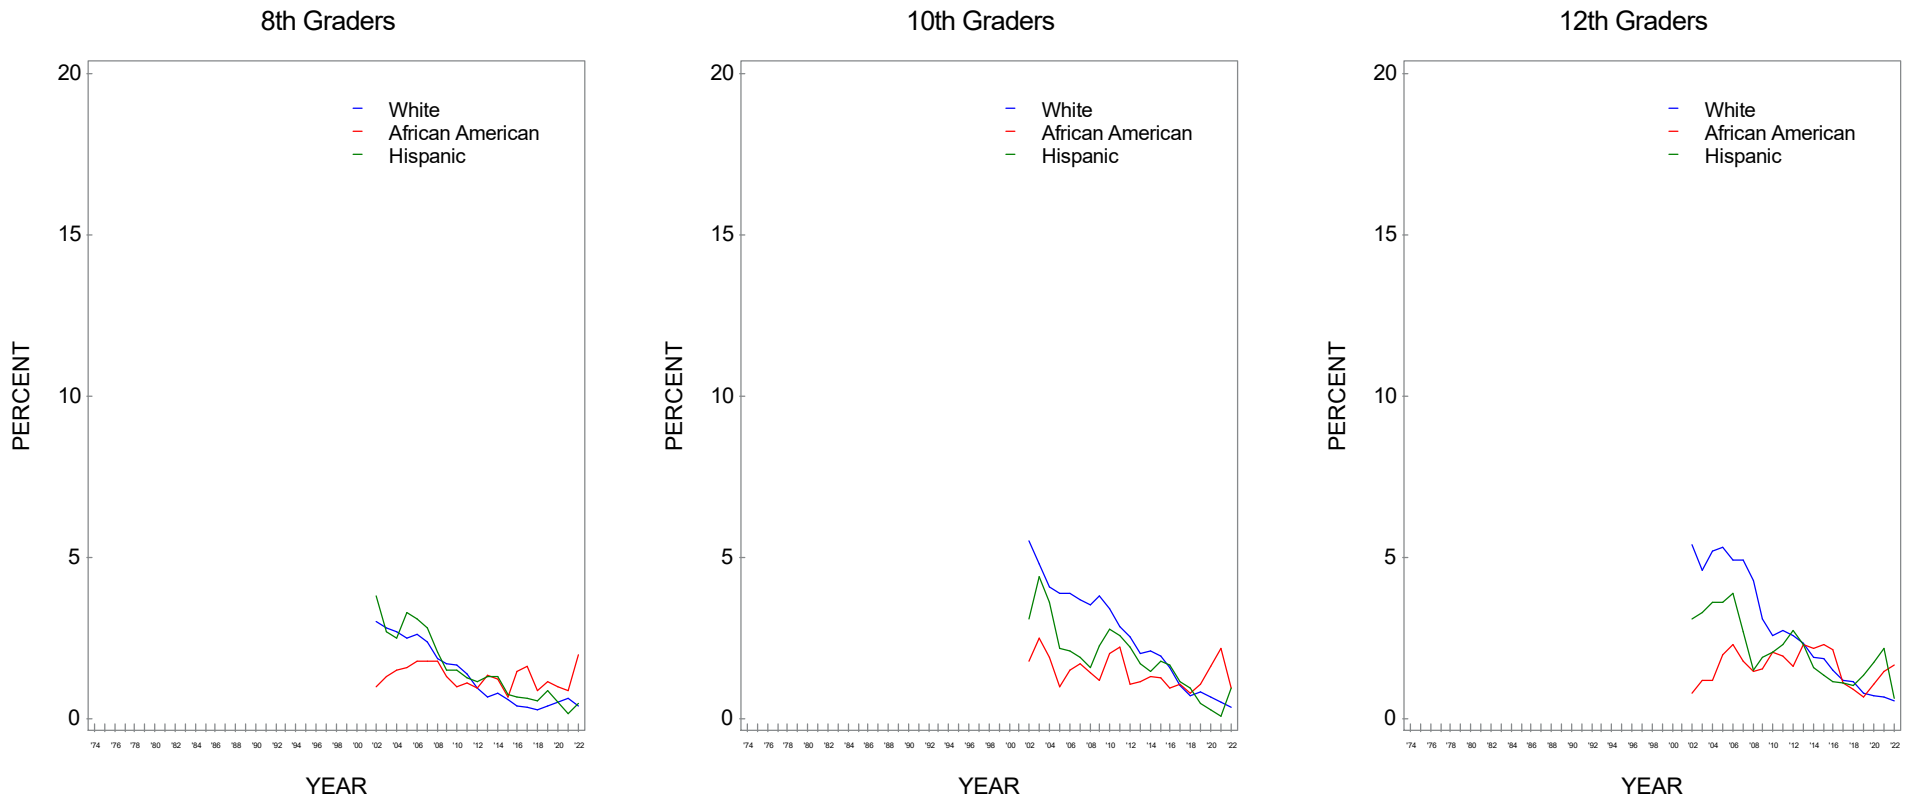 8th Graders
20
15
10
5
0
PERCENT
White
African American
Hispanic
'74 '76 '78 '80 '82 '84 '86 '88 '90 '92 '94 '96 '98 '00 '02 '04 '06 '08 '10 '12 '14 '16 '18 '20 '22
YEAR
10th Graders
20
15
10
5
0
PERCENT
White
African American
Hispanic
'74 '76 '78 '80 '82 '84 '86 '88 '90 '92 '94 '96 '98 '00 '02 '04 '06 '08 '10 '12 '14 '16 '18 '20 '22
YEAR
12th Graders
20
15
10
5
0
PERCENT
White
African American
Hispanic
'74 '76 '78 '80 '82 '84 '86 '88 '90 '92 '94 '96 '98 '00 '02 '04 '06 '08 '10 '12 '14 '16 '18 '20 '22
YEAR